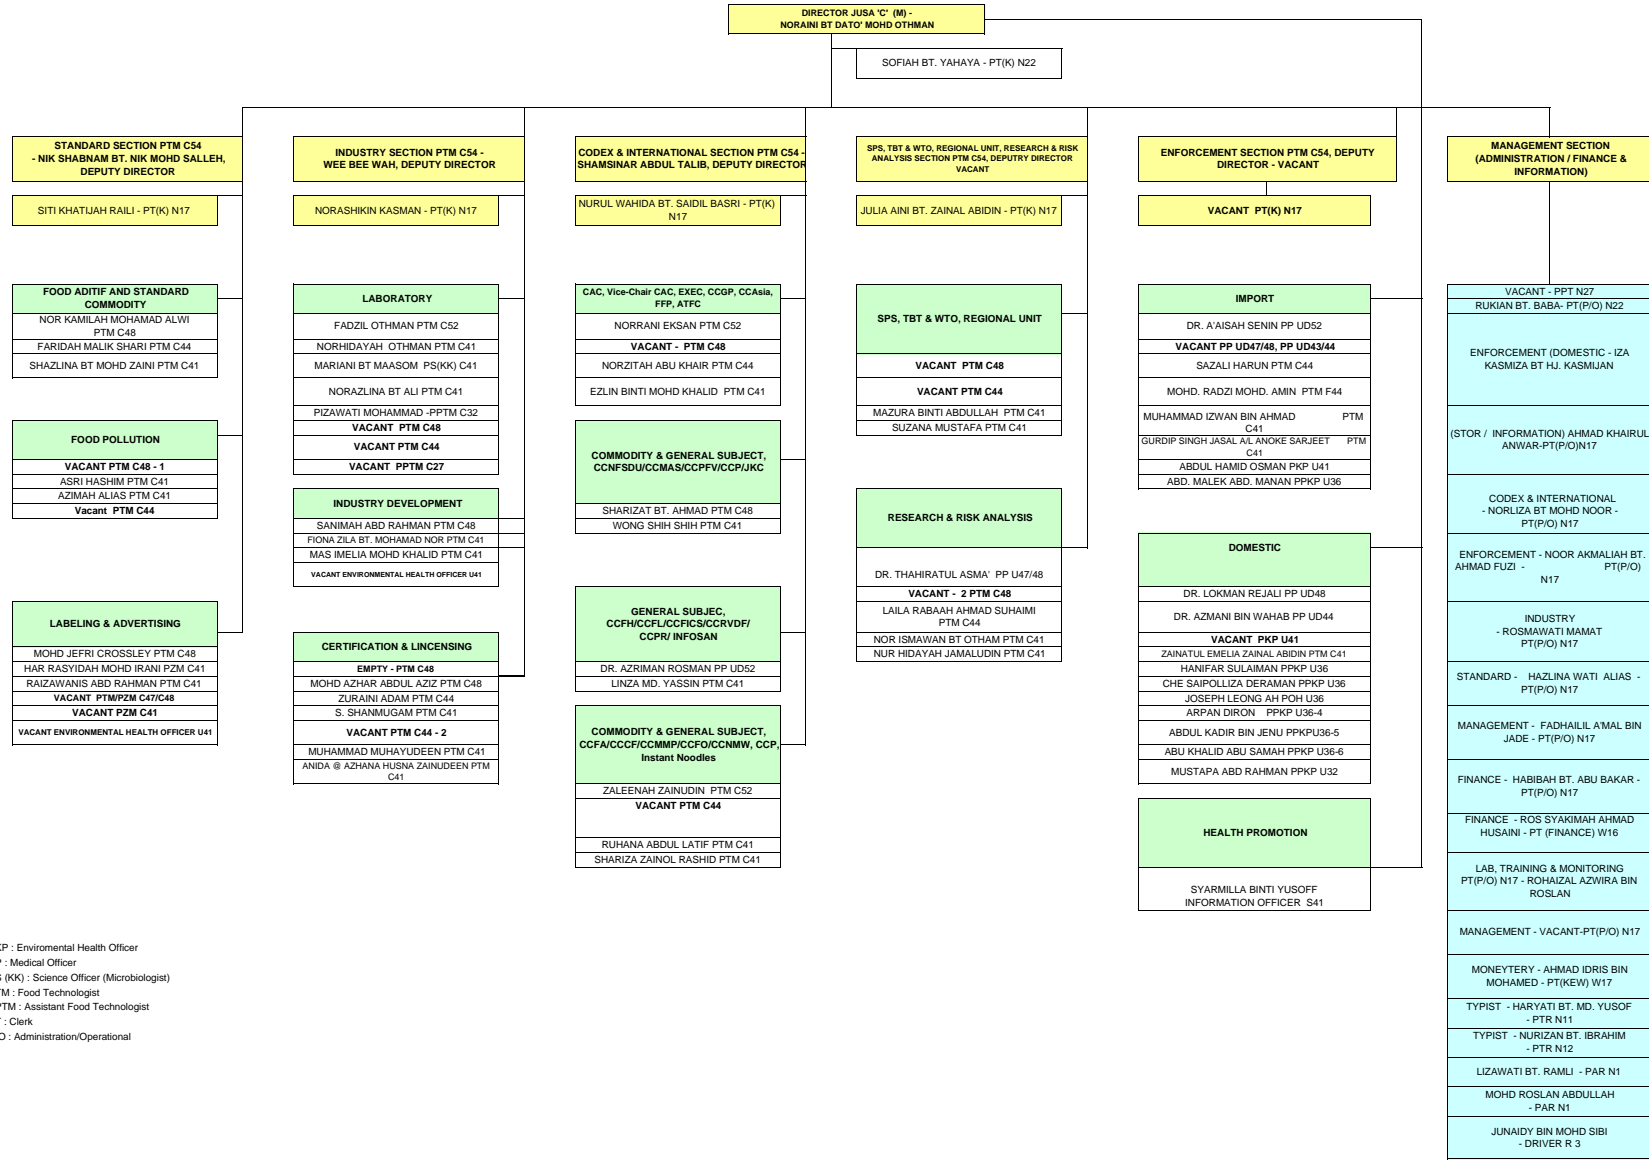 DIRECTOR JUSA 'C' (M) -
NORAINI BT DATO' MOHD OTHMAN
SOFIAH BT. YAHAYA - PT(K) N22
STANDARD SECTION PTM C54
- NIK SHABNAM BT. NIK MOHD SALLEH,
DEPUTY DIRECTOR
SITI KHATIJAH RAILI - PT(K) N17
FOOD ADITIF AND STANDARD
COMMODITY
NOR KAMILAH MOHAMAD ALWI
PTM C48
FARIDAH MALIK SHARI PTM C44
SHAZLINA BT MOHD ZAINI PTM C41
FOOD POLLUTION
VACANT PTM C48 - 1
ASRI HASHIM PTM C41
AZIMAH ALIAS PTM C41
Vacant PTM C44
LABELING & ADVERTISING
MOHD JEFRI CROSSLEY PTM C48
HAR RASYIDAH MOHD IRANI PZM C41
RAIZAWANIS ABD RAHMAN PTM C41
VACANT PTM/PZM C47/C48
VACANT PZM C41
VACANT ENVIRONMENTAL HEALTH OFFICER U41
INDUSTRY SECTION PTM C54 -
WEE BEE WAH, DEPUTY DIRECTOR
NORASHIKIN KASMAN - PT(K) N17
LABORATORY
FADZIL OTHMAN PTM C52
NORHIDAYAH OTHMAN PTM C41
MARIANI BT MAASOM PS(KK) C41
NORAZLINA BT ALI PTM C41
PIZAWATI MOHAMMAD -PPTM C32
VACANT PTM C48
VACANT PTM C44
VACANT PPTM C27
INDUSTRY DEVELOPMENT
SANIMAH ABD RAHMAN PTM C48
FIONA ZILA BT. MOHAMAD NOR PTM C41
MAS IMELIA MOHD KHALID PTM C41
VACANT ENVIRONMENTAL HEALTH OFFICER U41
CERTIFICATION & LINCENSING
EMPTY - PTM C48
MOHD AZHAR ABDUL AZIZ PTM C48
ZURAINI ADAM PTM C44
S. SHANMUGAM PTM C41
VACANT PTM C44 - 2
MUHAMMAD MUHAYUDEEN PTM C41
ANIDA @ AZHANA HUSNA ZAINUDEEN PTM
C41
CODEX & INTERNATIONAL SECTION PTM C54 -
SHAMSINAR ABDUL TALIB, DEPUTY DIRECTOR
NURUL WAHIDA BT. SAIDIL BASRI - PT(K)
N17
CAC, Vice-Chair CAC, EXEC, CCGP, CCAsia,
FFP, ATFC
NORRANI EKSAN PTM C52
VACANT - PTM C48
NORZITAH ABU KHAIR PTM C44
EZLIN BINTI MOHD KHALID PTM C41
COMMODITY & GENERAL SUBJECT,
CCNFSDU/CCMAS/CCPFV/CCP/JKC
SHARIZAT BT. AHMAD PTM C48
WONG SHIH SHIH PTM C41
GENERAL SUBJEC,
CCFH/CCFL/CCFICS/CCRVDF/
CCPR/ INFOSAN
DR. AZRIMAN ROSMAN PP UD52
LINZA MD. YASSIN PTM C41
COMMODITY & GENERAL SUBJECT,
CCFA/CCCF/CCMMP/CCFO/CCNMW, CCP,
Instant Noodles
ZALEENAH ZAINUDIN PTM C52
VACANT PTM C44
RUHANA ABDUL LATIF PTM C41
SHARIZA ZAINOL RASHID PTM C41
SPS, TBT & WTO, REGIONAL UNIT, RESEARCH & RISK
ANALYSIS SECTION PTM C54, DEPUTRY DIRECTOR
VACANT
JULIA AINI BT. ZAINAL ABIDIN - PT(K) N17
SPS, TBT & WTO, REGIONAL UNIT
VACANT PTM C48
VACANT PTM C44
MAZURA BINTI ABDULLAH PTM C41
SUZANA MUSTAFA PTM C41
RESEARCH & RISK ANALYSIS
DR. THAHIRATUL ASMA' PP U47/48
VACANT - 2 PTM C48
LAILA RABAAH AHMAD SUHAIMI
PTM C44
NOR ISMAWAN BT OTHAM PTM C41
NUR HIDAYAH JAMALUDIN PTM C41
ENFORCEMENT SECTION PTM C54, DEPUTY
DIRECTOR - VACANT
VACANT PT(K) N17
IMPORT
DR. A'AISAH SENIN PP UD52
VACANT PP UD47/48, PP UD43/44
SAZALI HARUN PTM C44
MOHD. RADZI MOHD. AMIN PTM F44
MUHAMMAD IZWAN BIN AHMAD PTM
C41
GURDIP SINGH JASAL A/L ANOKE SARJEET PTM
C41
ABDUL HAMID OSMAN PKP U41
ABD. MALEK ABD. MANAN PPKP U36
DOMESTIC
DR. LOKMAN REJALI PP UD48
DR. AZMANI BIN WAHAB PP UD44
VACANT PKP U41
ZAINATUL EMELIA ZAINAL ABIDIN PTM C41
HANIFAR SULAIMAN PPKP U36
CHE SAIPOLLIZA DERAMAN PPKP U36
JOSEPH LEONG AH POH U36
ARPAN DIRON PPKP U36-4
ABDUL KADIR BIN JENU PPKPU36-5
ABU KHALID ABU SAMAH PPKP U36-6
MUSTAPA ABD RAHMAN PPKP U32
HEALTH PROMOTION
SYARMILLA BINTI YUSOFF
INFORMATION OFFICER S41
MANAGEMENT SECTION
(ADMINISTRATION / FINANCE &
INFORMATION)
VACANT - PPT N27
RUKIAN BT. BABA- PT(P/O) N22
ENFORCEMENT (DOMESTIC - IZA
KASMIZA BT HJ. KASMIJAN
(STOR / INFORMATION) AHMAD KHAIRUL
ANWAR-PT(P/O)N17
CODEX & INTERNATIONAL
- NORLIZA BT MOHD NOOR -
PT(P/O) N17
ENFORCEMENT - NOOR AKMALIAH BT.
AHMAD FUZI - PT(P/O)
N17
INDUSTRY
- ROSMAWATI MAMAT
PT(P/O) N17
STANDARD - HAZLINA WATI ALIAS -
PT(P/O) N17
MANAGEMENT - FADHAILIL A'MAL BIN
JADE - PT(P/O) N17
FINANCE - HABIBAH BT. ABU BAKAR -
PT(P/O) N17
FINANCE - ROS SYAKIMAH AHMAD
HUSAINI - PT (FINANCE) W16
LAB, TRAINING & MONITORING
PT(P/O) N17 - ROHAIZAL AZWIRA BIN
ROSLAN
MANAGEMENT - VACANT-PT(P/O) N17
MONEYTERY - AHMAD IDRIS BIN
MOHAMED - PT(KEW) W17
TYPIST - HARYATI BT. MD. YUSOF
- PTR N11
TYPIST - NURIZAN BT. IBRAHIM
- PTR N12
LIZAWATI BT. RAMLI - PAR N1
MOHD ROSLAN ABDULLAH
- PAR N1
JUNAIDY BIN MOHD SIBI
- DRIVER R 3
KP : Enviromental Health Officer
: Medical Officer
(KK) : Science Officer (Microbiologist)
TM : Food Technologist
PTM : Assistant Food Technologist
: Clerk
O : Administration/Operational